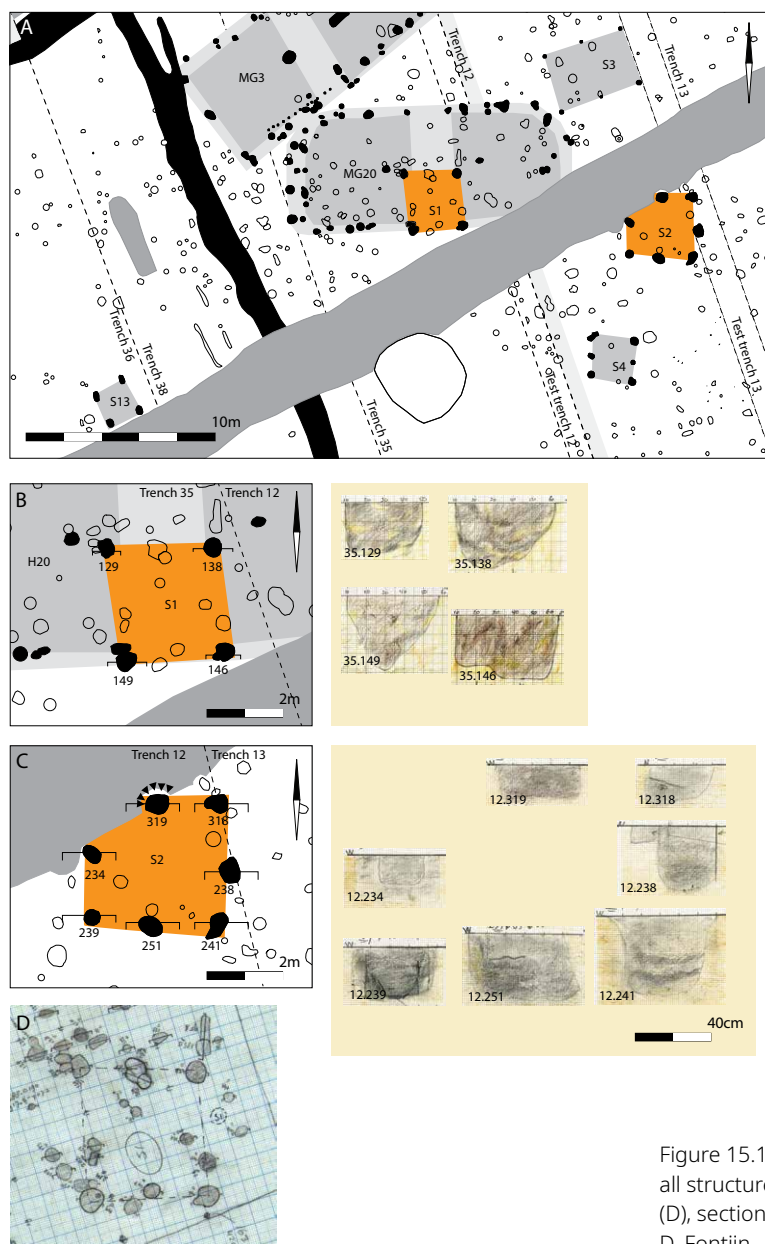 A
MG3
Trench 12
S3
Trench 13
MG20
S1
S2
Trench 36
Trench 38
S13
10m
Trench 35
Test trench 12
S4
Test trench 13
B
Trench 35
Trench 12
H20
129
138
S1
149
146
2m
35.129
35.138
35.149
35.146
C
Trench 12
Trench 13
319
318
S2
234
238
239
251
241
2m
12.319
12.318
12.234
12.238
12.239
12.251
12.241
40cm
D
Figure 15.1
all structure
(D), section
D. Fontijn